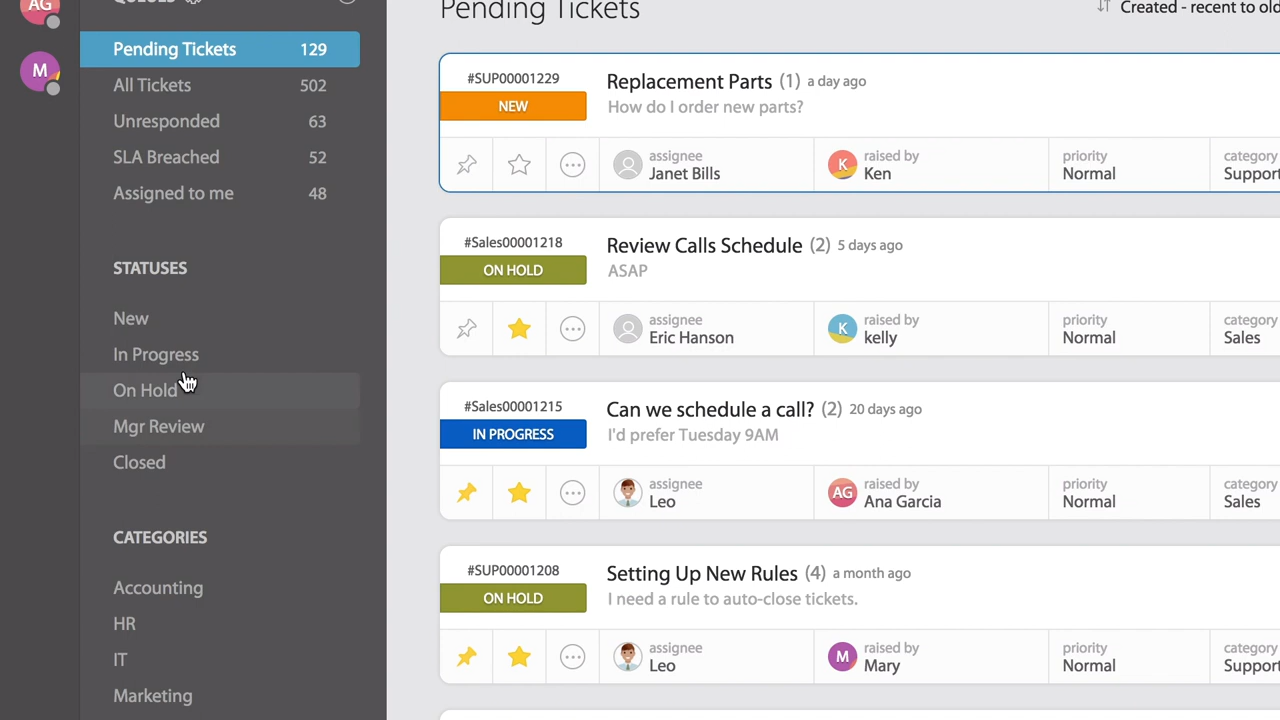 AG
M
QUEUES
Pending Tickets 129
All Tickets 502
Unresponded 63
SLA Breached 52
Assigned to me 48
STATUSES
New
In Progress
On Hold
Mgr Review
Closed
CATEGORIES
Accounting
HR
IT
Marketing
Pending Tickets
Created - recent to old
#SUP00001229
NEW
Replacement Parts (1) a day ago
How do I order new parts?
assignee
Janet Bills
K
raised by
Ken
priority
Normal
category
Support
#Sales00001218
ON HOLD
Review Calls Schedule (2) 5 days ago
ASAP
assignee
Eric Hanson
K
raised by
kelly
priority
Normal
category
Sales
#Sales00001215
IN PROGRESS
Can we schedule a call? (2) 20 days ago
I'd prefer Tuesday 9AM
assignee
Leo
AG
raised by
Ana Garcia
priority
Normal
category
Sales
#SUP00001208
ON HOLD
Setting Up New Rules (4) a month ago
I need a rule to auto-close tickets.
assignee
Leo
M
raised by
Mary
priority
Normal
category
Support